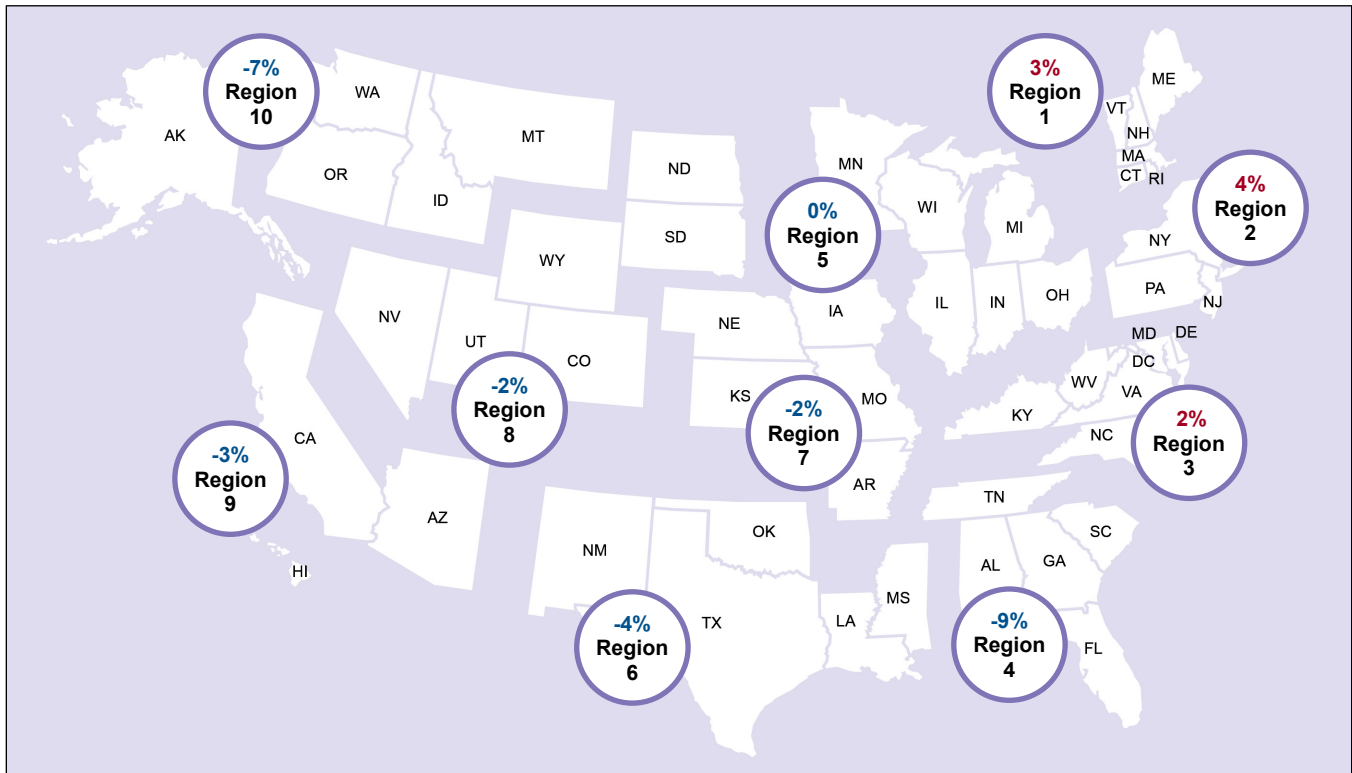 -7%
Region
10
3%
Region
1
4%
Region
2
0%
Region
5
-2%
Region
8
-2%
Region
7
2%
Region
3
-3%
Region
9
-4%
Region
6
-9%
Region
4
AK
WA
OR
ID
MT
ND
SD
WY
NV
UT
CO
CA
AZ
NM
HI
NE
KS
OK
TX
MN
IA
MO
AR
LA
MS
WI
IL
MI
IN
OH
KY
TN
AL
GA
FL
SC
NC
VA
WV
DC
MD
DE
PA
NJ
NY
CT
RI
MA
NH
VT
ME